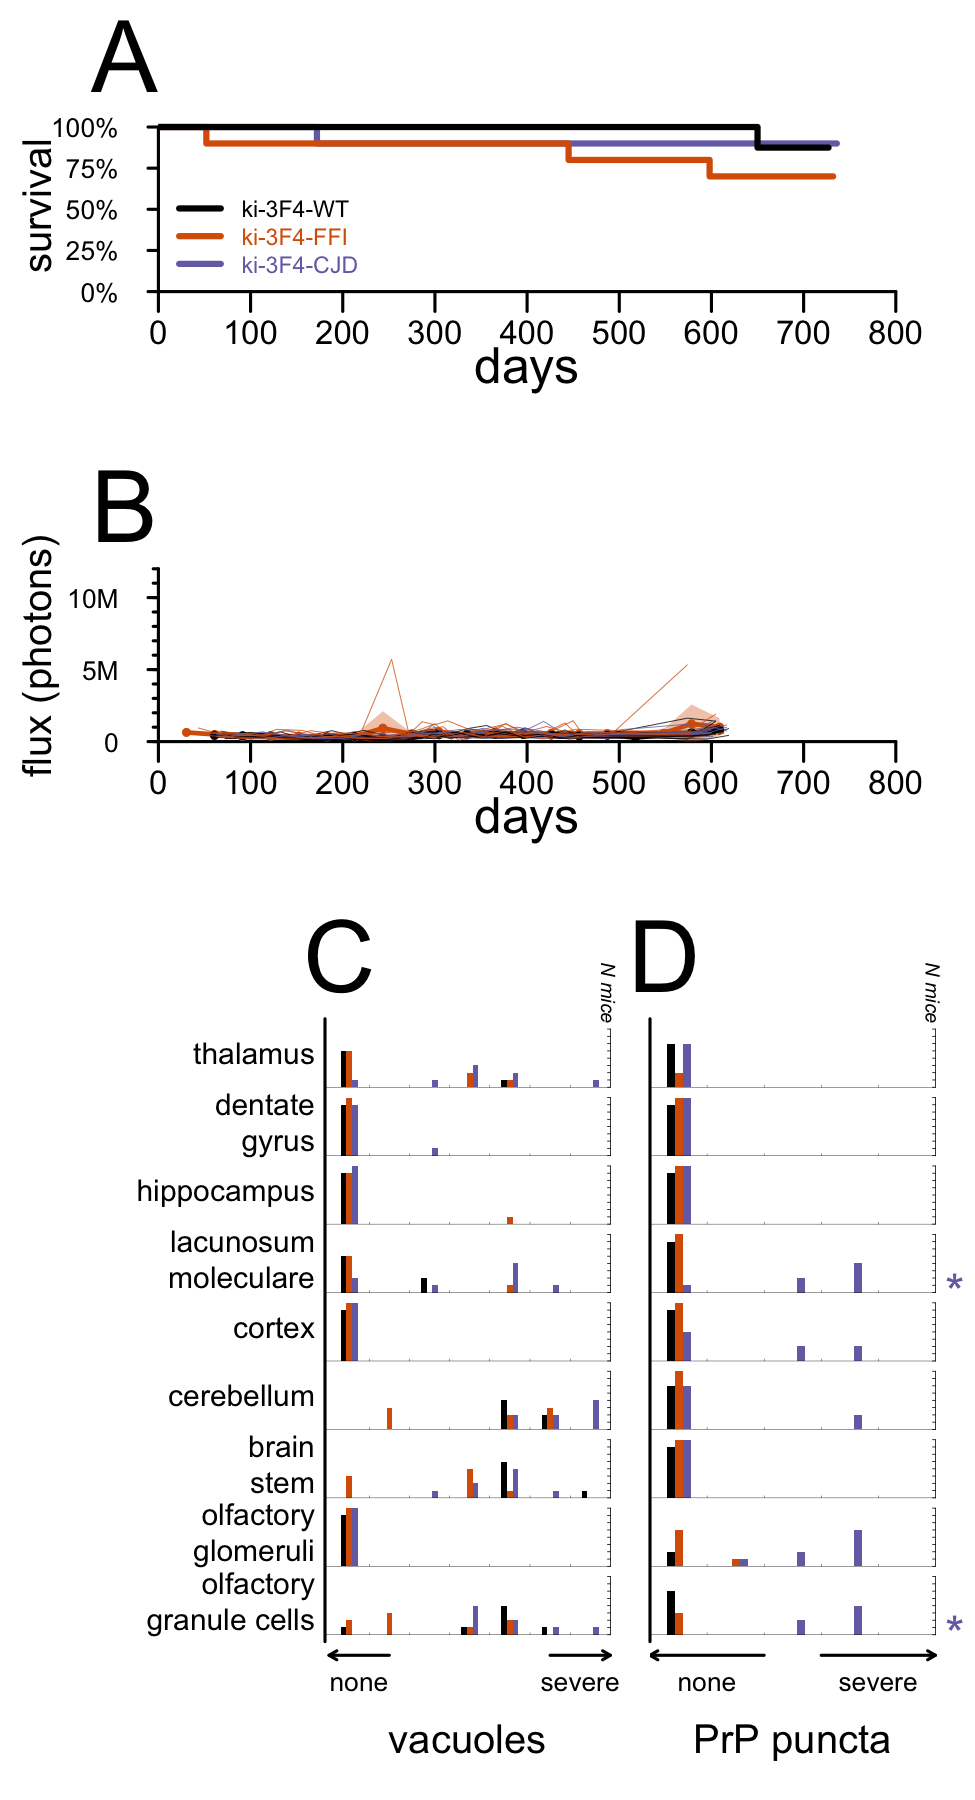 A
survival
100%
75%
50%
25%
0%
ki-3F4-WT
ki-3F4-FFI
ki-3F4-CJD
0 100 200 300 400 500 600 700 800
days
B
flux (photons)
10M
5M
0
0 100 200 300 400 500 600 700 800
days
C
D
N mice
N mice
thalamus
dentate
gyrus
hippocampus
lacunosum
moleculare
*
cortex
cerebellum
brain
stem
olfactory
glomeruli
olfactory
granule cells
*
none severe none severe
vacuoles PrP puncta